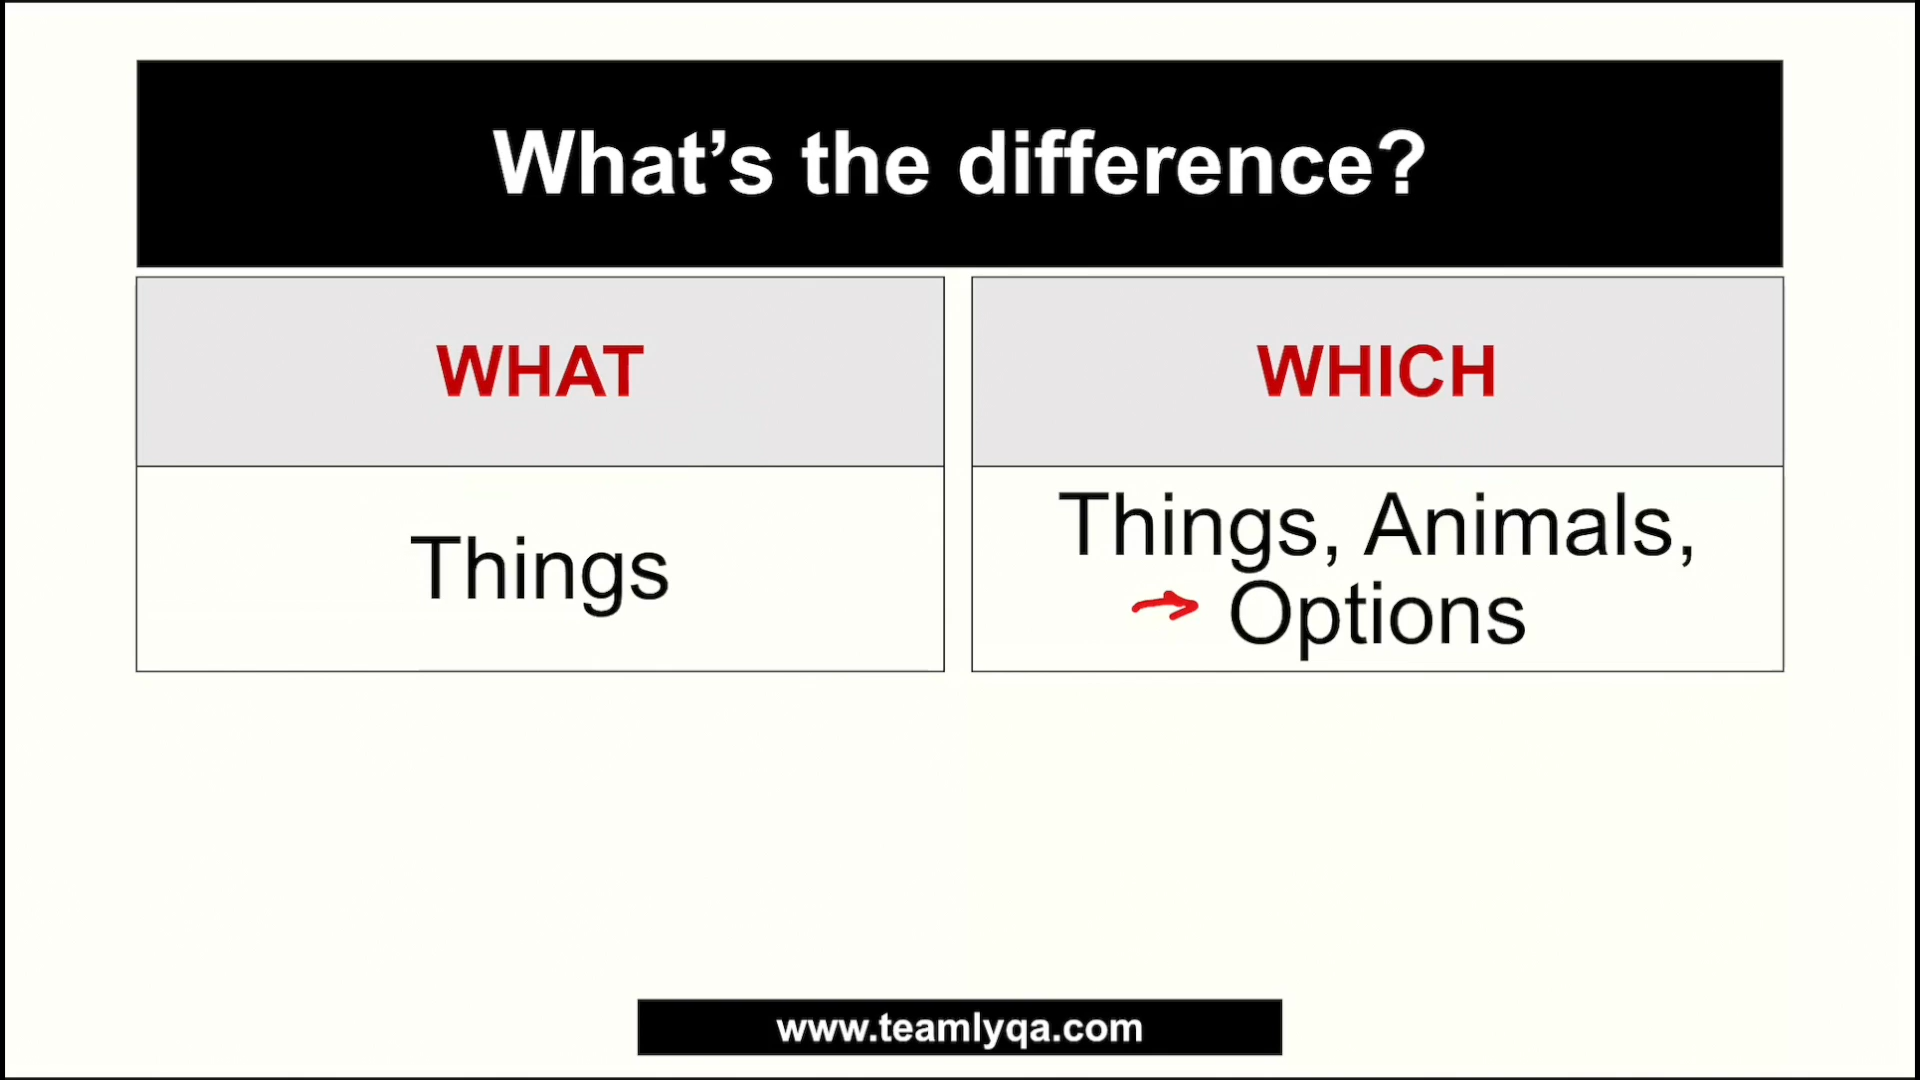 What’s the difference?
WHAT
WHICH
Things
Things, Animals,
Options
www.teamlyqa.com